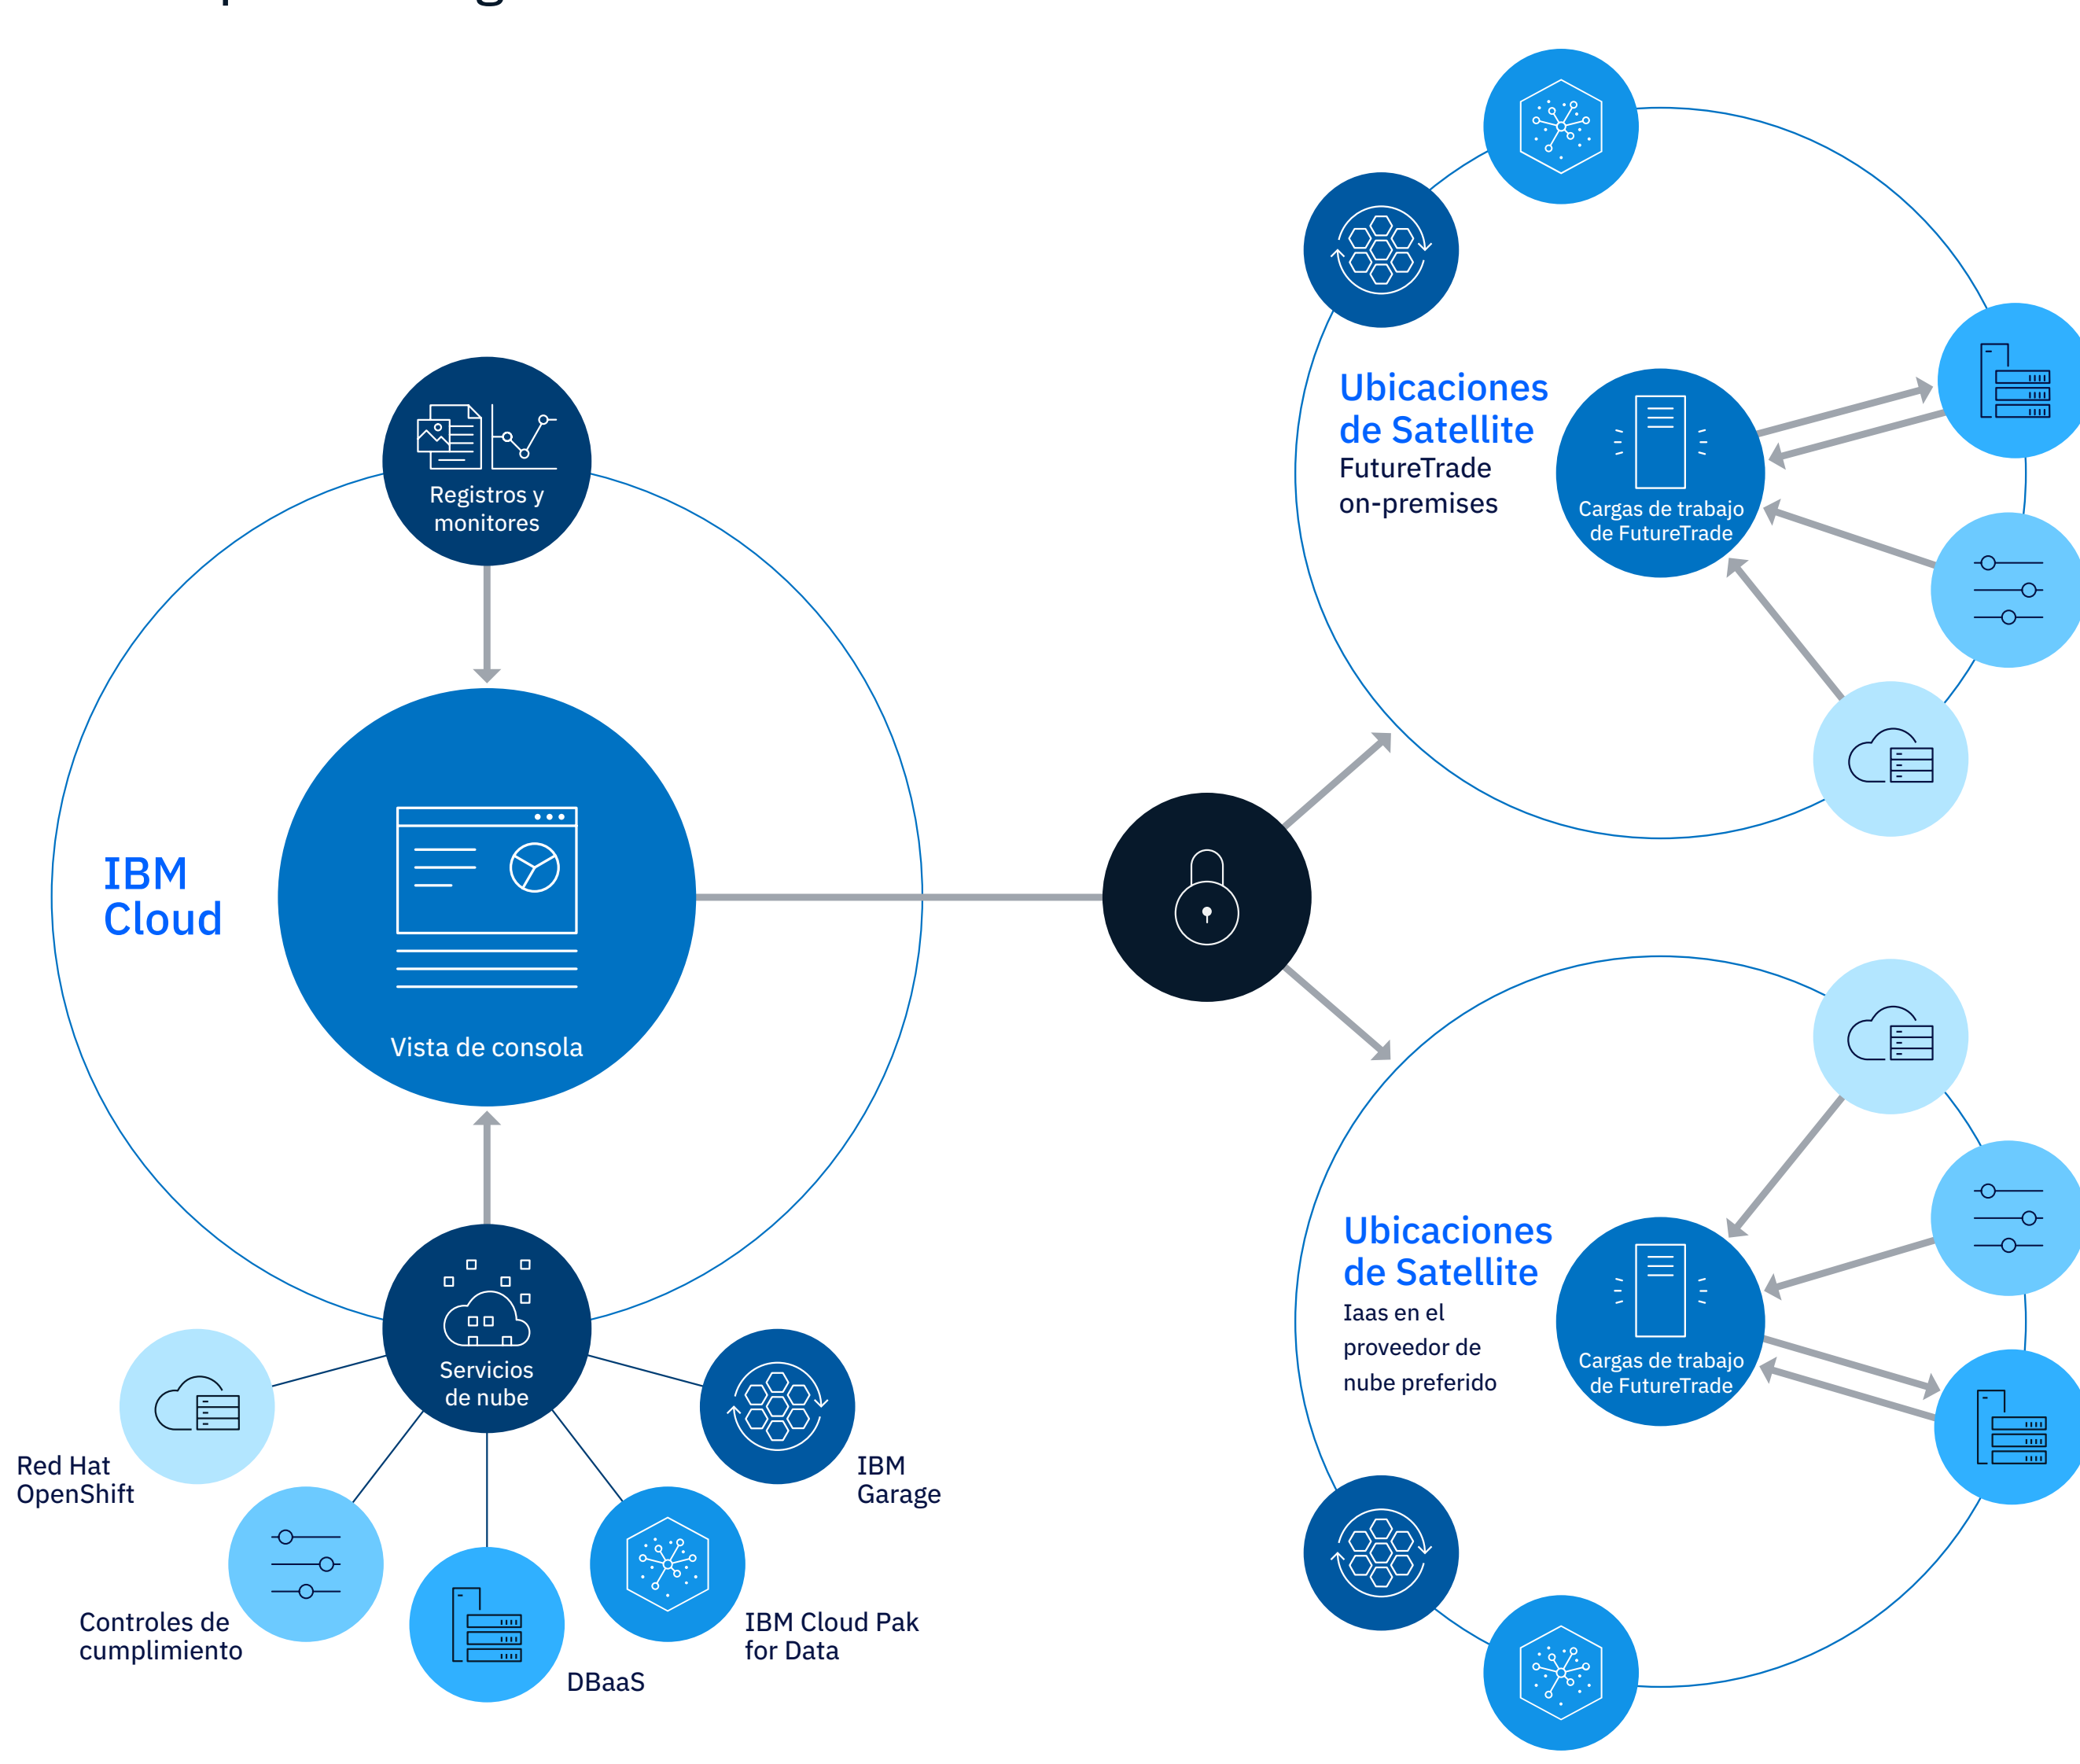 Registros y
monitores
IBM
Cloud
Vista de consola
Servicios
de nube
Red Hat
OpenShift
Controles de
cumplimiento
DBaaS
IBM Cloud Pak
for Data
IBM
Garage
Ubicaciones
de Satellite
FutureTrade
on-premises
Cargas de trabajo
de FutureTrade
Ubicaciones
de Satellite
Iaas en el
proveedor de
nube preferido
Cargas de trabajo
de FutureTrade